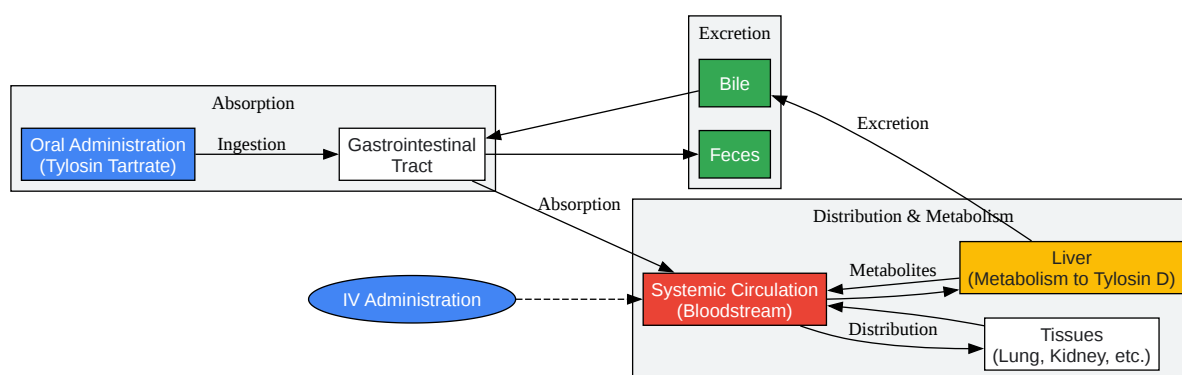 Excretion
Bile
Absorption
Excretion
Oral Administration
(Tylosin Tartrate)
Ingestion
Gastrointestinal
Tract
Feces
Absorption
Distribution & Metabolism
Liver
(Metabolism to Tylosin D)
Metabolites
IV Administration
Systemic Circulation
(Bloodstream)
Distribution
Tissues
(Lung, Kidney, etc.)